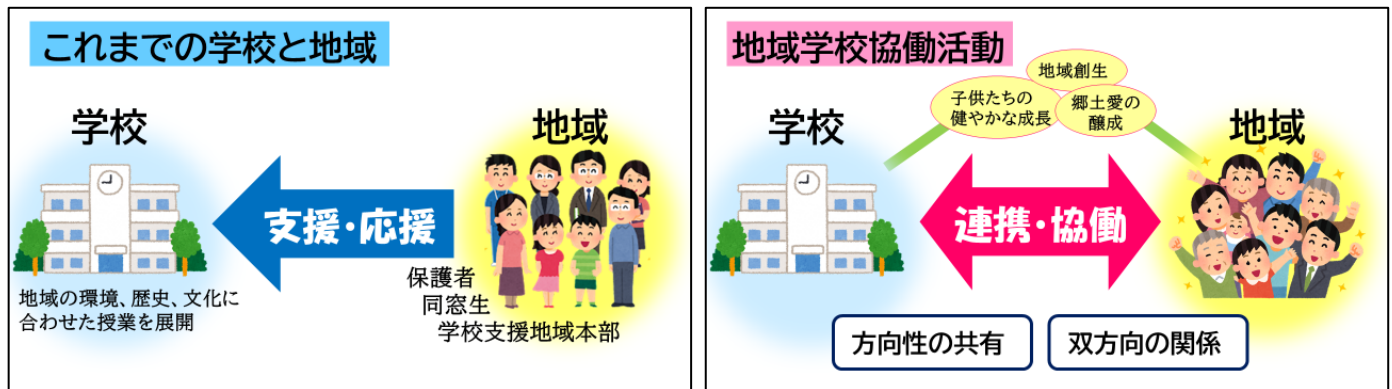 これまでの学校と地域
学校
地域
支援・応援
地域の環境、歴史、文化に
合わせた授業を展開
保護者
同窓生
学校支援地域本部
地域学校協働活動
地域創生
子供たちの
健やかな成長
郷土愛の
醸成
学校
地域
連携・協働
方向性の共有
双方向の関係